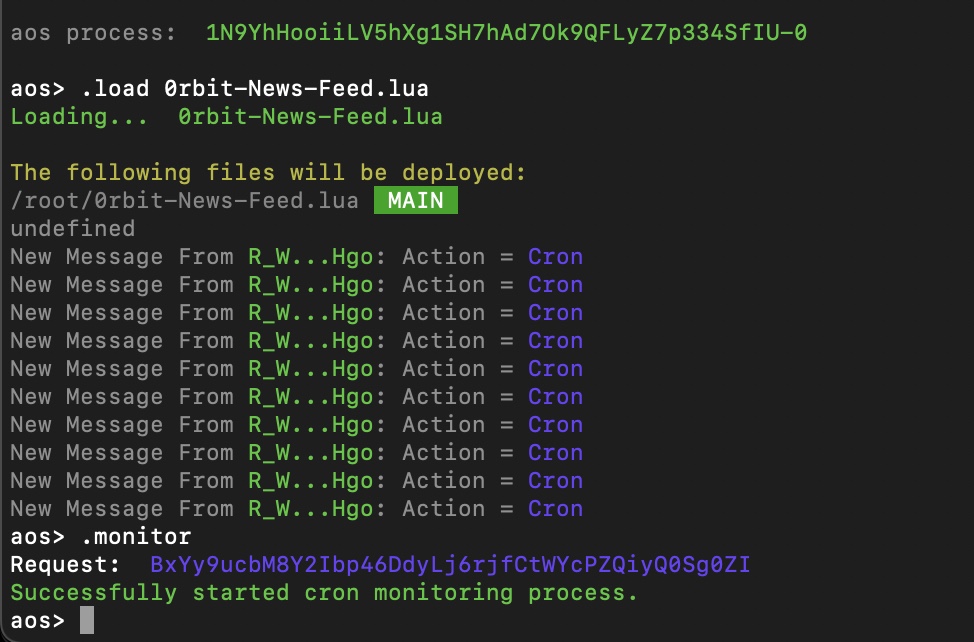 aos process:  1N9YhHooiiLV5hXg1SH7hAd7Ok9QFLyZ7p334SfIU-0
aos> .load 0rbit-News-Feed.lua
Loading...  0rbit-News-Feed.lua
The following files will be deployed:
/root/0rbit-News-Feed.lua MAIN
undefined
New Message From R_W...Hgo: Action = Cron
New Message From R_W...Hgo: Action = Cron
New Message From R_W...Hgo: Action = Cron
New Message From R_W...Hgo: Action = Cron
New Message From R_W...Hgo: Action = Cron
New Message From R_W...Hgo: Action = Cron
New Message From R_W...Hgo: Action = Cron
New Message From R_W...Hgo: Action = Cron
New Message From R_W...Hgo: Action = Cron
New Message From R_W...Hgo: Action = Cron
aos> .monitor
Request:  BxYy9ucbM8Y2Ibp46DdyLj6rjfCtWYcPZQiyQ0Sg0ZI
Successfully started cron monitoring process.
aos>